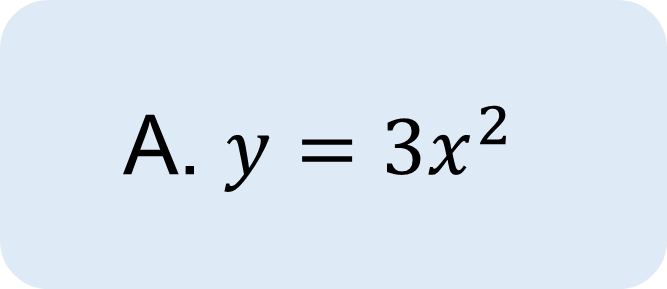 A. y = 3x²